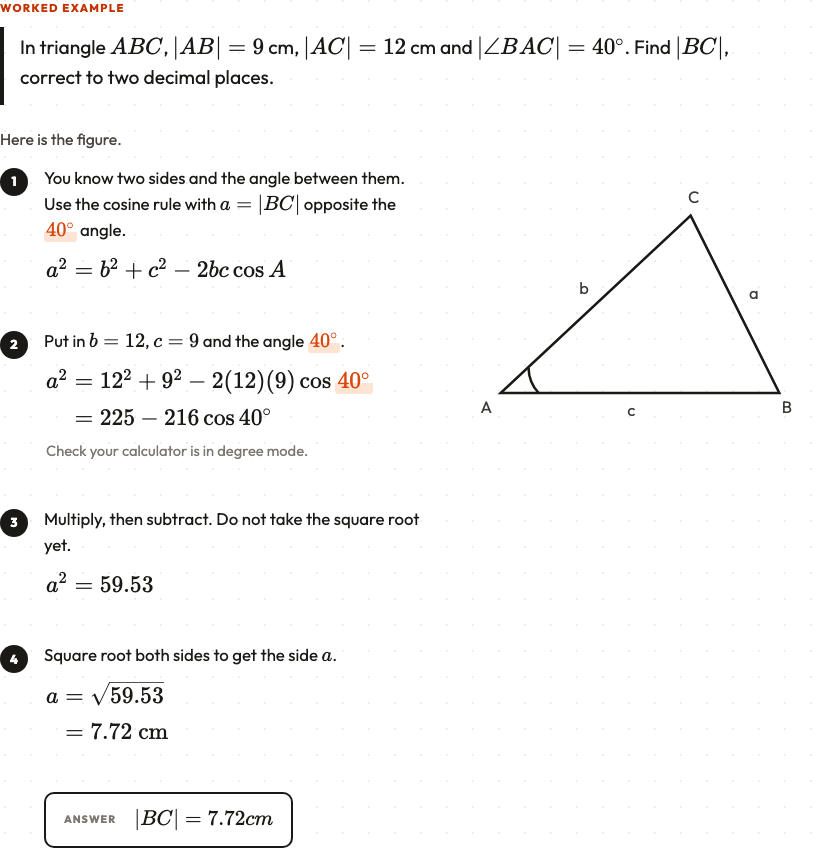 WORKED EXAMPLE
In triangle ABC, |AB| = 9 cm, |AC| = 12 cm and |∠BAC| = 40°. Find |BC|,
correct to two decimal places.
Here is the figure.
1
You know two sides and the angle between them.
Use the cosine rule with a = |BC| opposite the
40° angle.
a² = b² + c² − 2bc cos A
2
Put in b = 12, c = 9 and the angle 40°.
a² = 12² + 9² − 2(12)(9) cos 40°
= 225 − 216 cos 40°
Check your calculator is in degree mode.
3
Multiply, then subtract. Do not take the square root
yet.
a² = 59.53
4
Square root both sides to get the side a.
a = √59.53
= 7.72 cm
ANSWER |BC| = 7.72cm
C
b
a
A
c
B